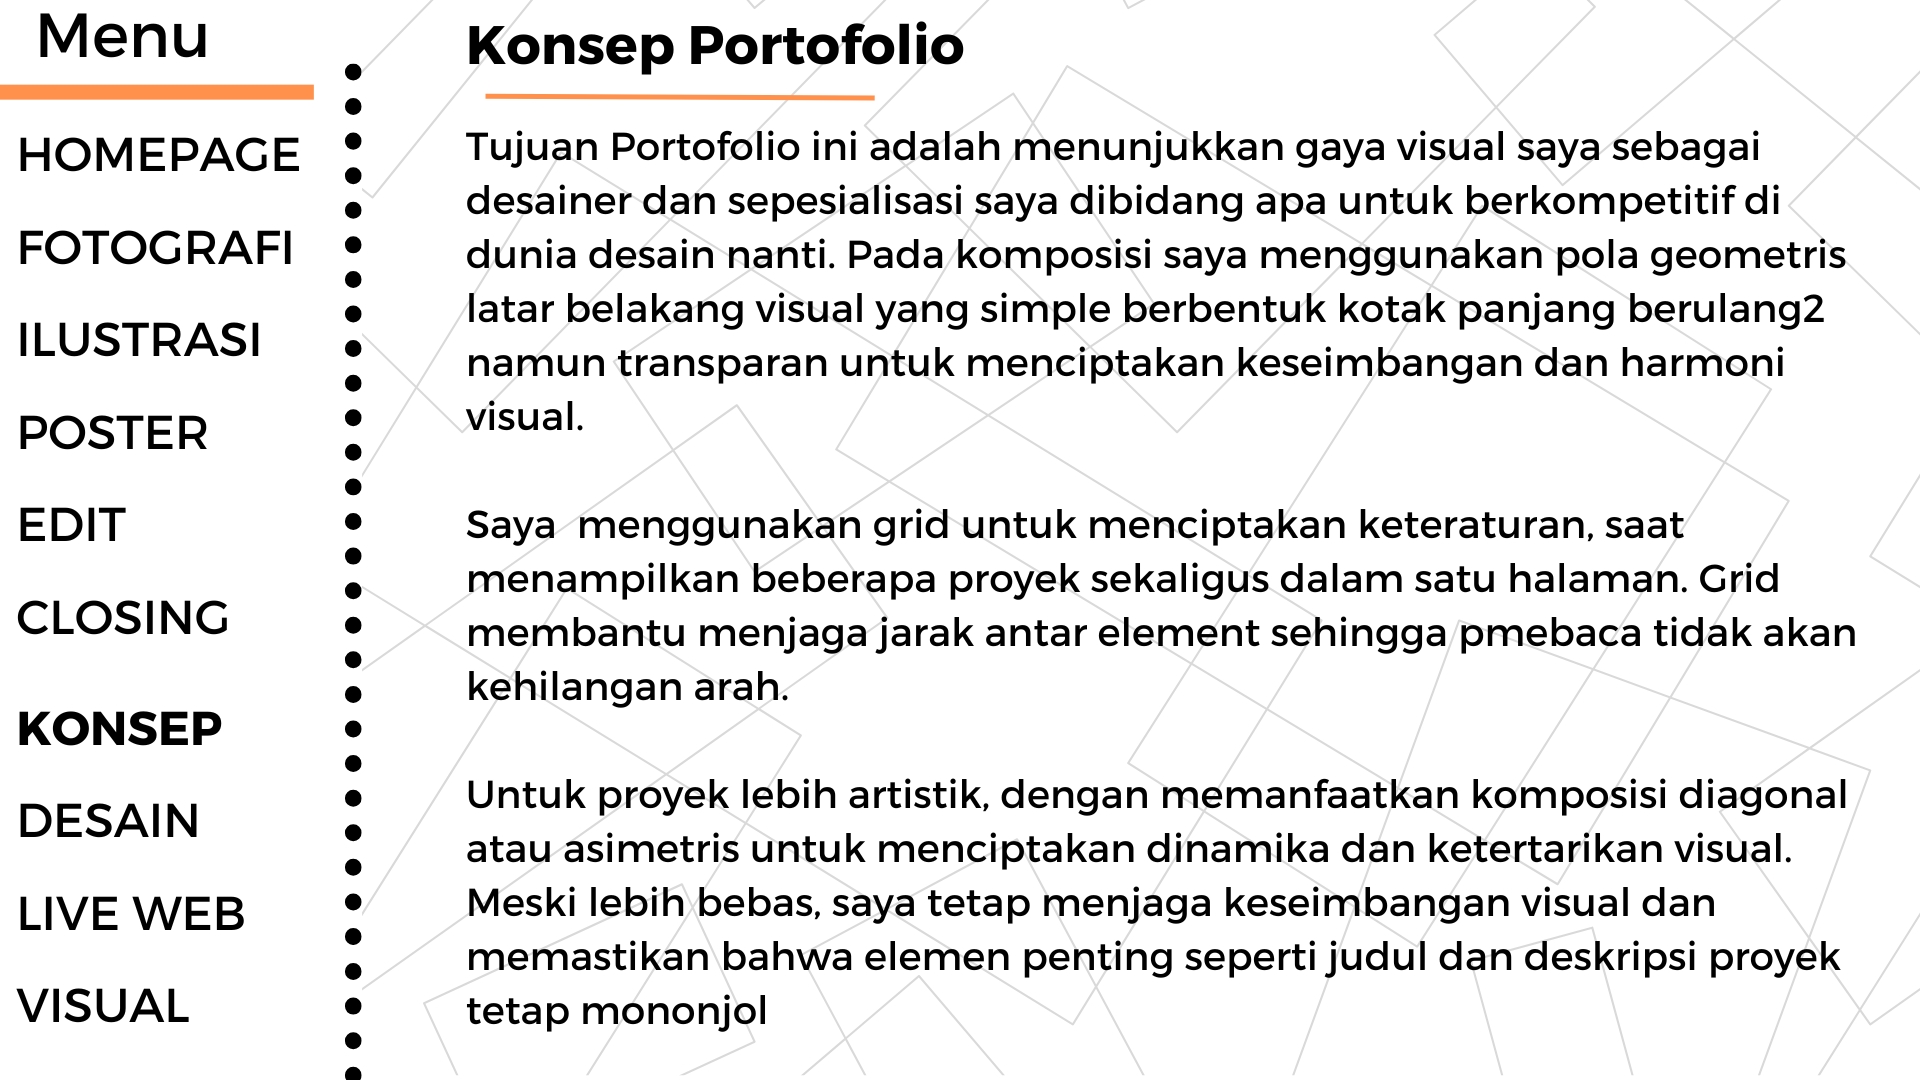 Menu
HOMEPAGE
FOTOGRAFI
ILUSTRASI
POSTER
EDIT
CLOSING
KONSEP
DESAIN
LIVE WEB
VISUAL
Konsep Portofolio
Tujuan Portofolio ini adalah menunjukkan gaya visual saya sebagai
desainer dan sepesialisasi saya dibidang apa untuk berkompetitif di
dunia desain nanti. Pada komposisi saya menggunakan pola geometris
latar belakang visual yang simple berbentuk kotak panjang berulang2
namun transparan untuk menciptakan keseimbangan dan harmoni
visual.
Saya  menggunakan grid untuk menciptakan keteraturan, saat
menampilkan beberapa proyek sekaligus dalam satu halaman. Grid
membantu menjaga jarak antar element sehingga pmebaca tidak akan
kehilangan arah.
Untuk proyek lebih artistik, dengan memanfaatkan komposisi diagonal
atau asimetris untuk menciptakan dinamika dan ketertarikan visual.
Meski lebih bebas, saya tetap menjaga keseimbangan visual dan
memastikan bahwa elemen penting seperti judul dan deskripsi proyek
tetap mononjol